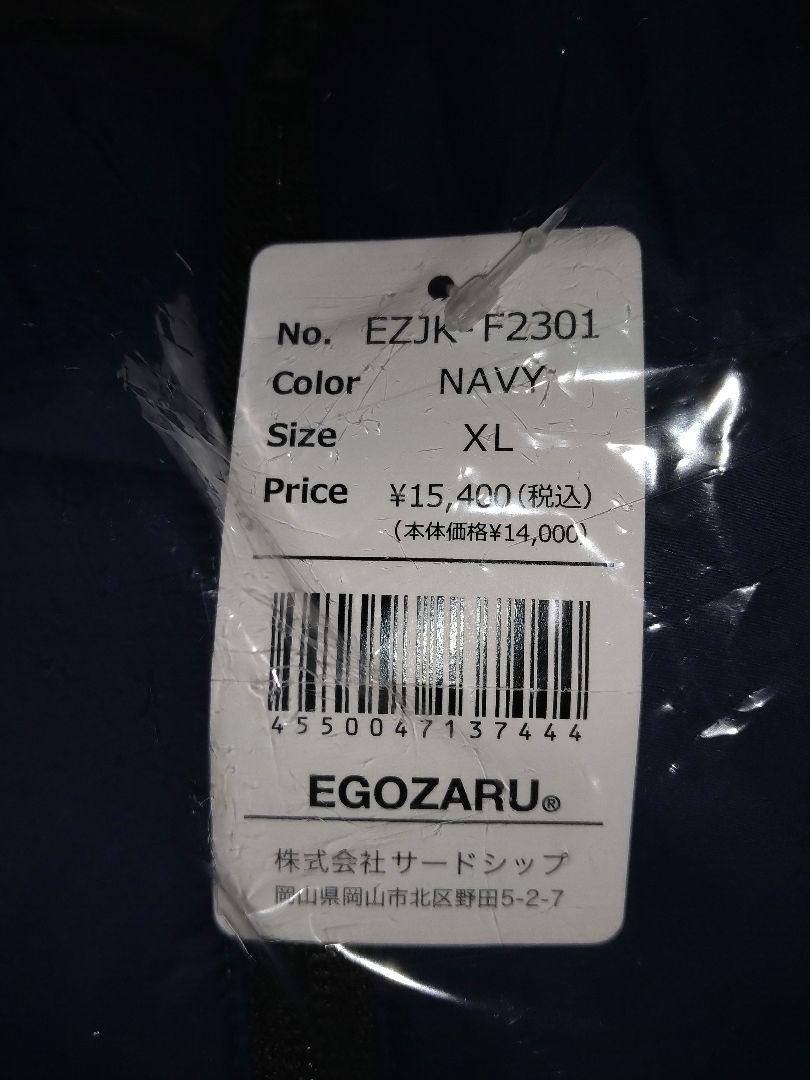 No. EZJK-F2301
Color NAVY
Size XL
Price ¥15,400(税込)
(本体価格¥14,000)
4550047137444
EGOZARU®
株式会社サードシップ
岡山県岡山市北区野田5-2-7